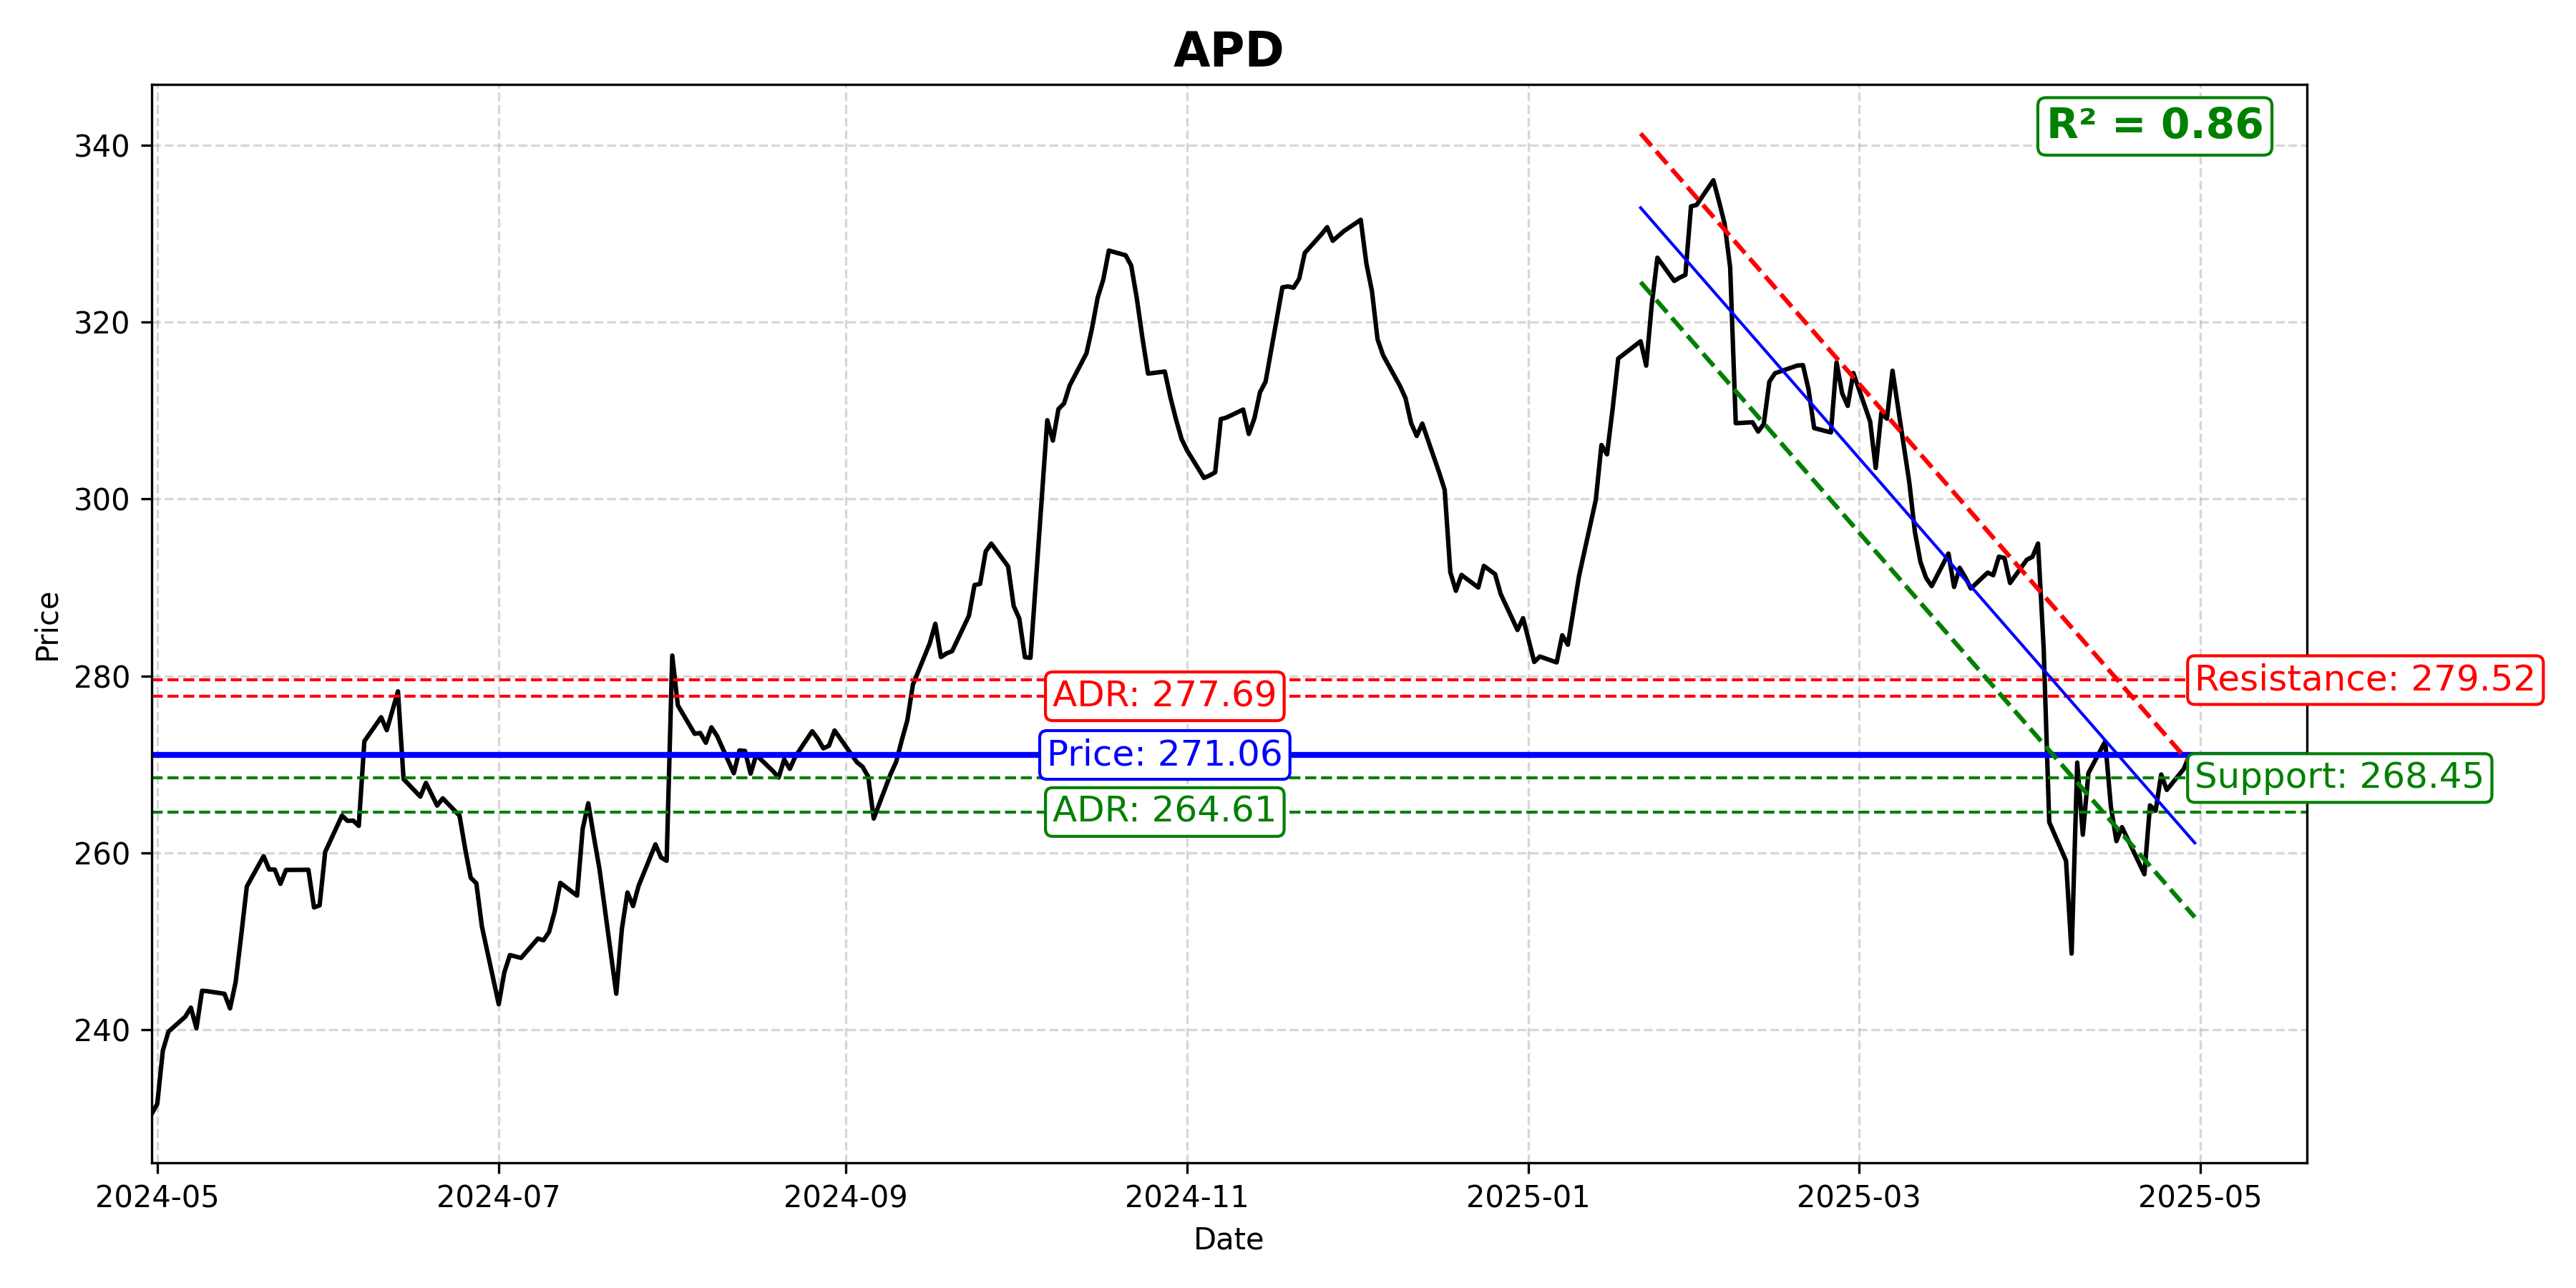 APD
R² = 0.86
340
320
300
280
260
240
Price
Resistance: 279.52
ADR: 277.69
Price: 271.06
Support: 268.45
ADR: 264.61
2024-05
2024-07
2024-09
2024-11
2025-01
2025-03
2025-05
Date